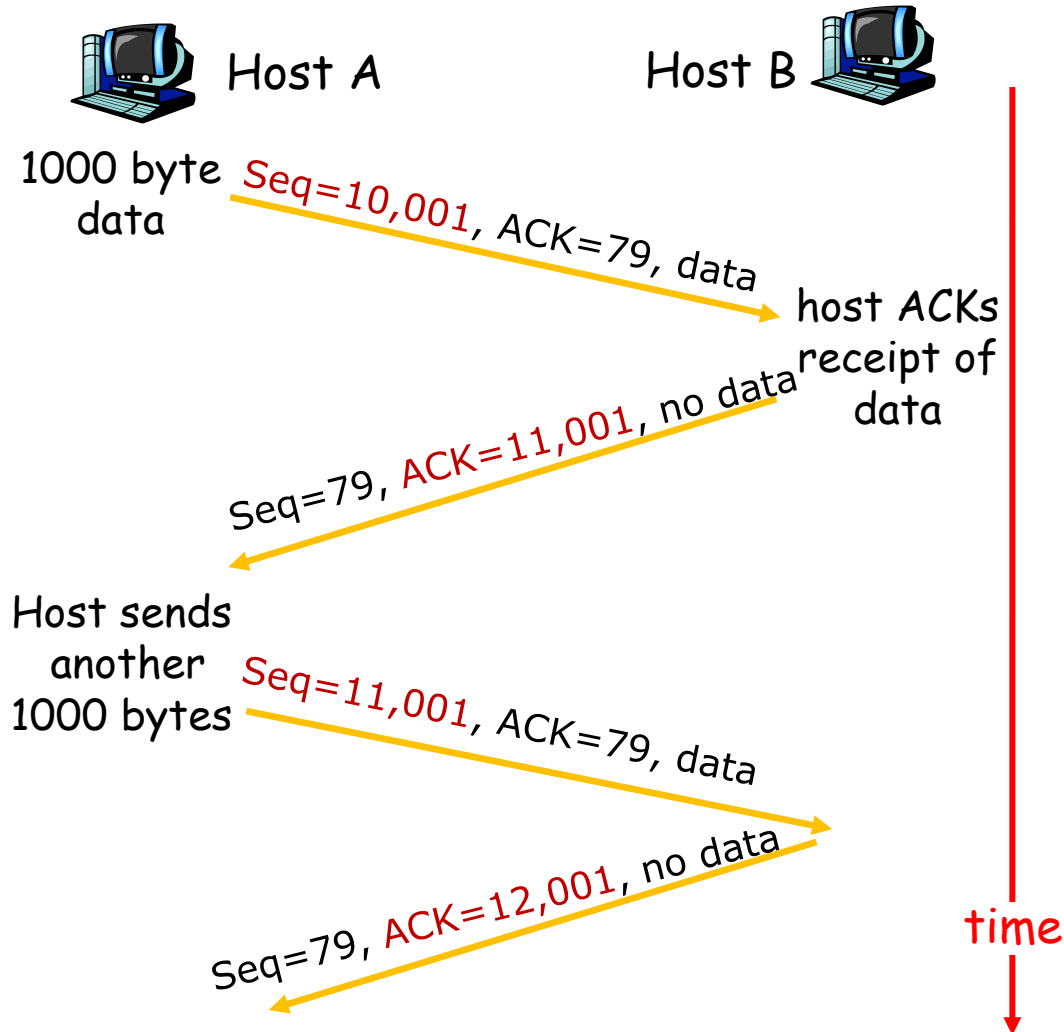 Host A
Host B
1000 byte
data
Seq=10,001, ACK=79, data
host ACKs
receipt of
data
Seq=79, ACK=11,001, no data
Host sends
another
1000 bytes
Seq=11,001, ACK=79, data
Seq=79, ACK=12,001, no data
time